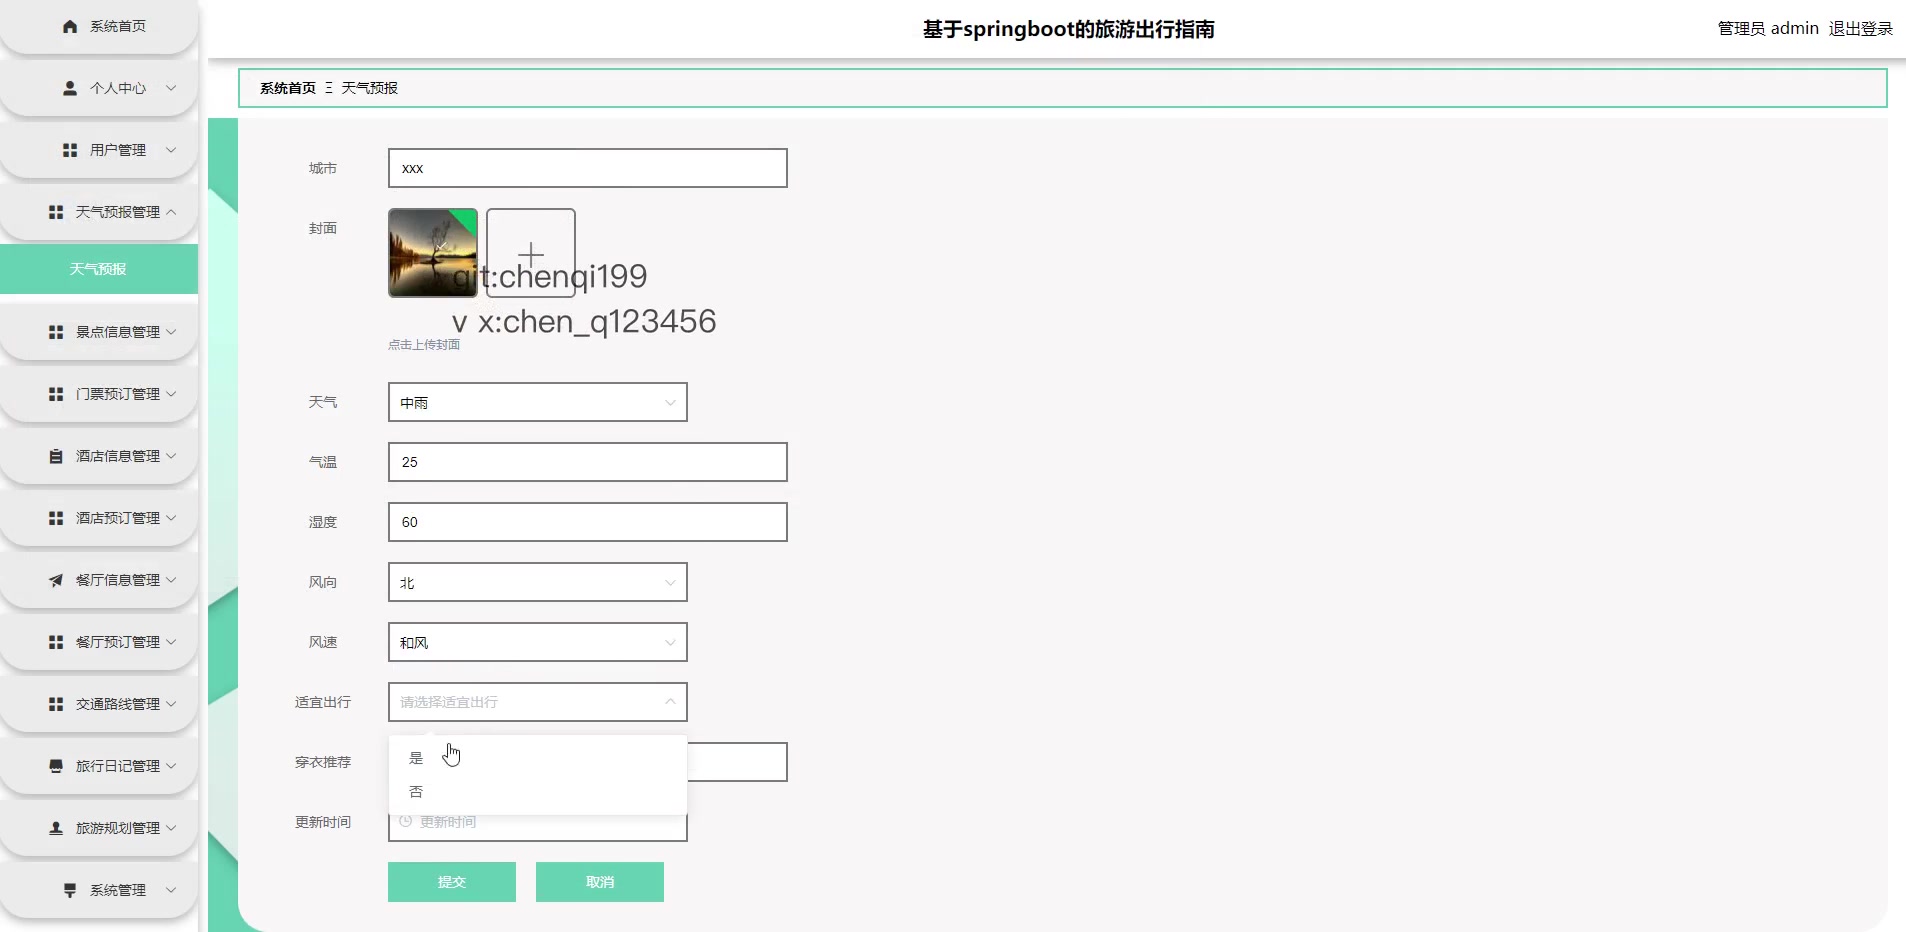 系统首页
个人中心
用户管理
天气预报管理
天气预报
景点信息管理
门票预订管理
酒店信息管理
酒店预订管理
餐厅信息管理
餐厅预订管理
交通路线管理
旅行日记管理
旅游规划管理
系统管理
基于springboot的旅游出行指南
管理员 admin 退出登录
系统首页 Ξ 天气预报
城市 xxx
封面
git:chenqi199
v x:chen_q123456
点击上传封面
天气 中雨
气温 25
湿度 60
风向 北
风速 和风
适宜出行 请选择适宜出行
是
穿衣推荐
否
更新时间 更新时间
提交 取消